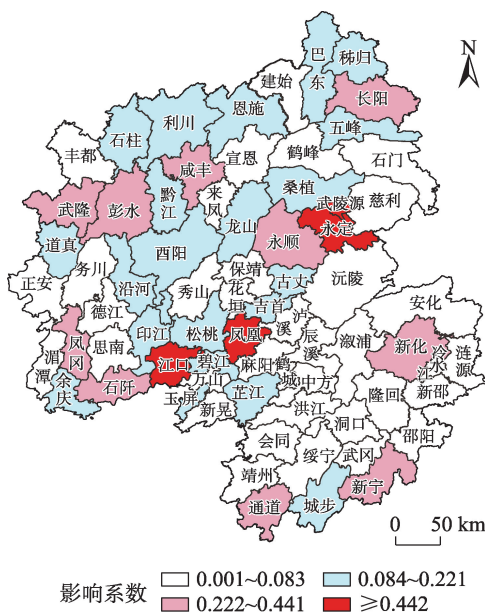 巴东
秭归
N
建始
长阳
恩施
利川
五峰
石柱
鹤峰
宣恩
石门
丰都
咸丰
黔江
来凤
桑植
武陵源
慈利
武隆
彭水
龙山
永定
永顺
道真
酉阳
保靖
沅陵
务川
正安
古丈
沿河
秀山
花垣
安化
德江
吉首
泸溪
印江
松桃
凤凰
辰溪
溆浦
新化
冷水江
涟源
凤冈
思南
湄潭
江口
碧江
麻阳
鹤城
中方
隆回
新邵
石阡
万山
余庆
玉屏
芷江
新晃
洪江
洞口
邵阳
会同
绥宁
武冈
靖州
新宁
通道
城步
0 50 km
影响系数
0.001~0.083
0.084~0.221
0.222~0.441
≥0.442